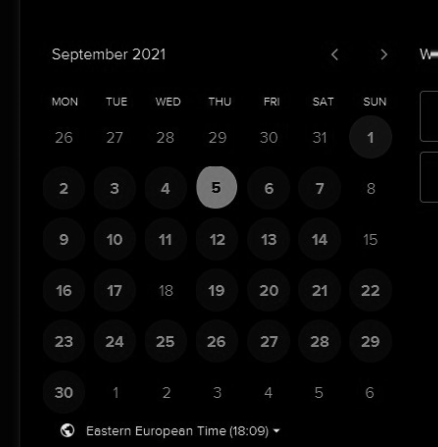 September 2021
MON TUE WED THU FRI SAT SUN
26 27 28 29 30 31 1
2 3 4 5 6 7 8
9 10 11 12 13 14 15
16 17 18 19 20 21 22
23 24 25 26 27 28 29
30 1 2 3 4 5 6
Eastern European Time (18:09)